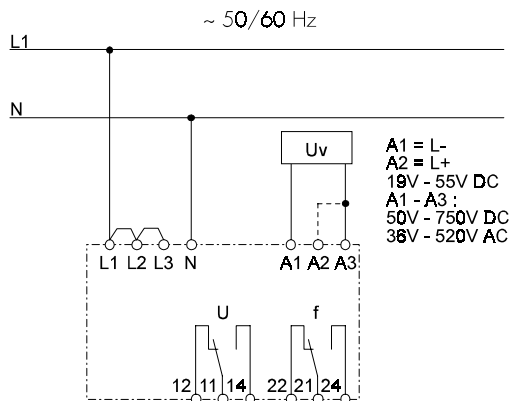 ~ 50/60 Hz
L1
N
Uv
A1 = L-
A2 = L+
19V - 55V DC
A1 - A3 :
50V - 750V DC
36V - 520V AC
L1 L2 L3 N A1 A2 A3
U f
12 11 14 22 21 24